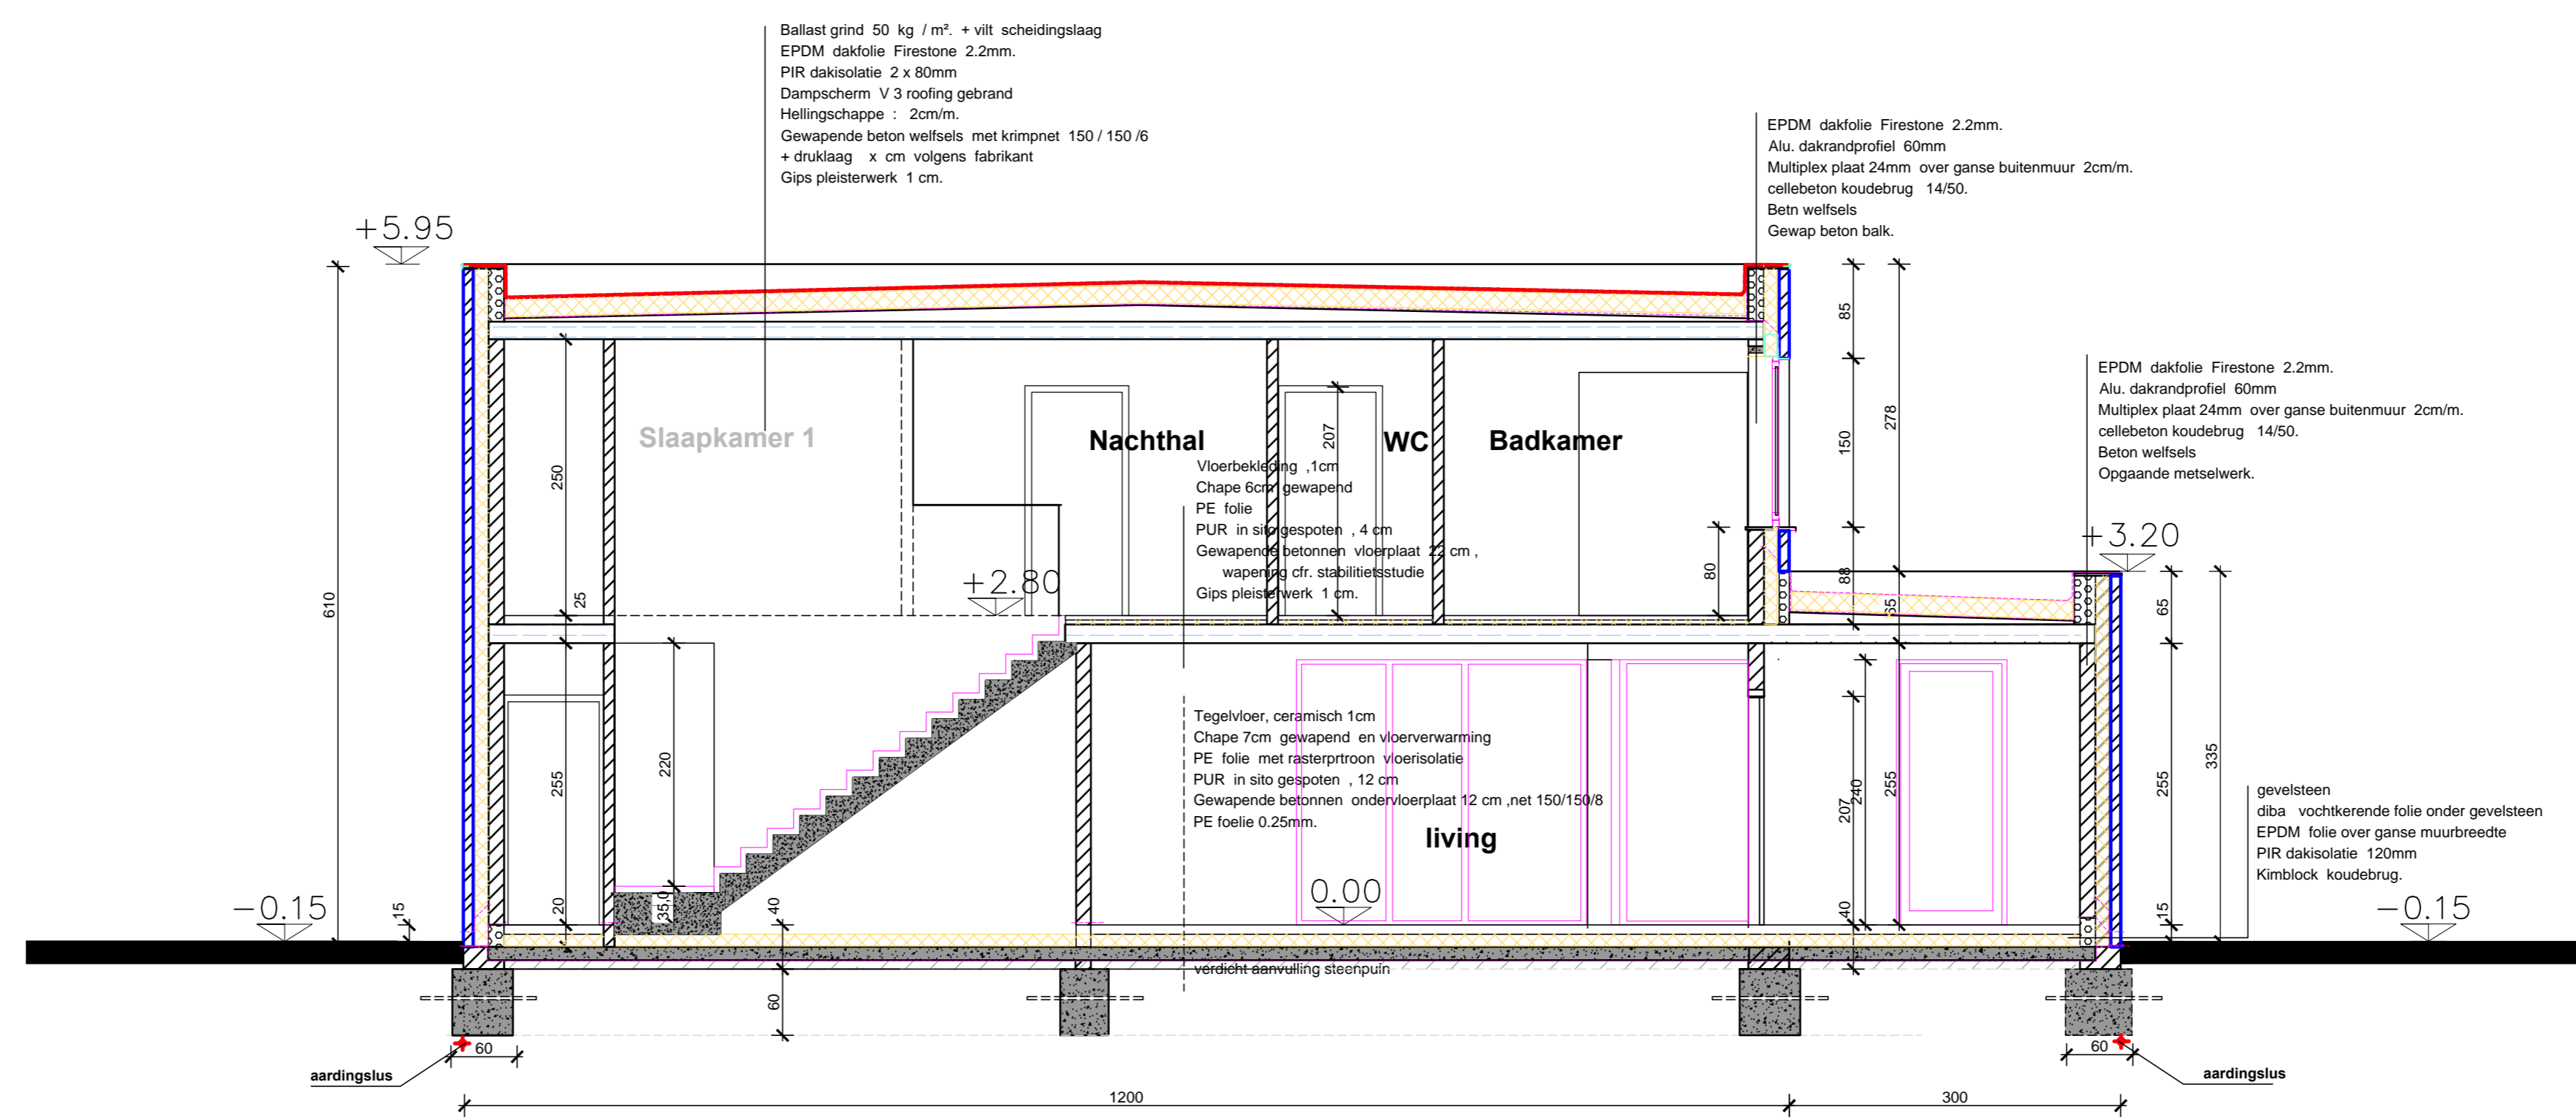 Ballast grind 50 kg / m². + vilt scheidingslaag
EPDM dakfolie Firestone 2.2mm.
PIR dakisolatie 2 x 80mm
Dampscherm V 3 roofing gebrand
Hellingschappe : 2cm/m.
Gewapende beton welfsels met krimpnet 150 / 150 /6
+ druklaag x cm volgens fabrikant
Gips pleisterwerk 1 cm.
EPDM dakfolie Firestone 2.2mm.
Alu. dakrandprofiel 60mm
Multiplex plaat 24mm over ganse buitenmuur 2cm/m.
cellebeton koudebrug 14/50.
Betn welfsels
Gewap beton balk.
+5.95
EPDM dakfolie Firestone 2.2mm.
Alu. dakrandprofiel 60mm
Multiplex plaat 24mm over ganse buitenmuur 2cm/m.
cellebeton koudebrug 14/50.
Beton welfsels
Opgaande metselwerk.
85
278
150
88
65
Slaapkamer 1
Nachthal
WC
Badkamer
207
250
25
610
Vloerbekleding ,1cm
Chape 6cm gewapend
PE folie
PUR in sito gespoten , 4 cm
Gewapende betonnen vloerplaat 22 cm ,
wapening cfr. stabilitietsstudie
Gips pleisterwerk 1 cm.
+2.80
80
+3.20
65
335
255
15
Tegelvloer, ceramisch 1cm
Chape 7cm gewapend en vloerverwarming
PE folie met rasterprtroon vloerisolatie
PUR in sito gespoten , 12 cm
Gewapende betonnen ondervloerplaat 12 cm ,net 150/150/8
PE foelie 0.25mm.
living
220
255
20
35,0
40
207
240
255
40
gevelsteen
diba vochtkerende folie onder gevelsteen
EPDM folie over ganse muurbreedte
PIR dakisolatie 120mm
Kimblock koudebrug.
-0.15
15
0.00
-0.15
verdicht aanvulling steenpuin
60
60
60
aardingslus
aardingslus
1200
300